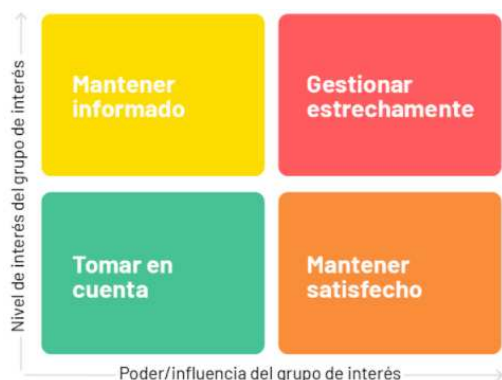 Nivel de interés del grupo de interés
Mantener
informado
Gestionar
estrechamente
Tomar en
cuenta
Mantener
satisfecho
Poder/influencia del grupo de interés